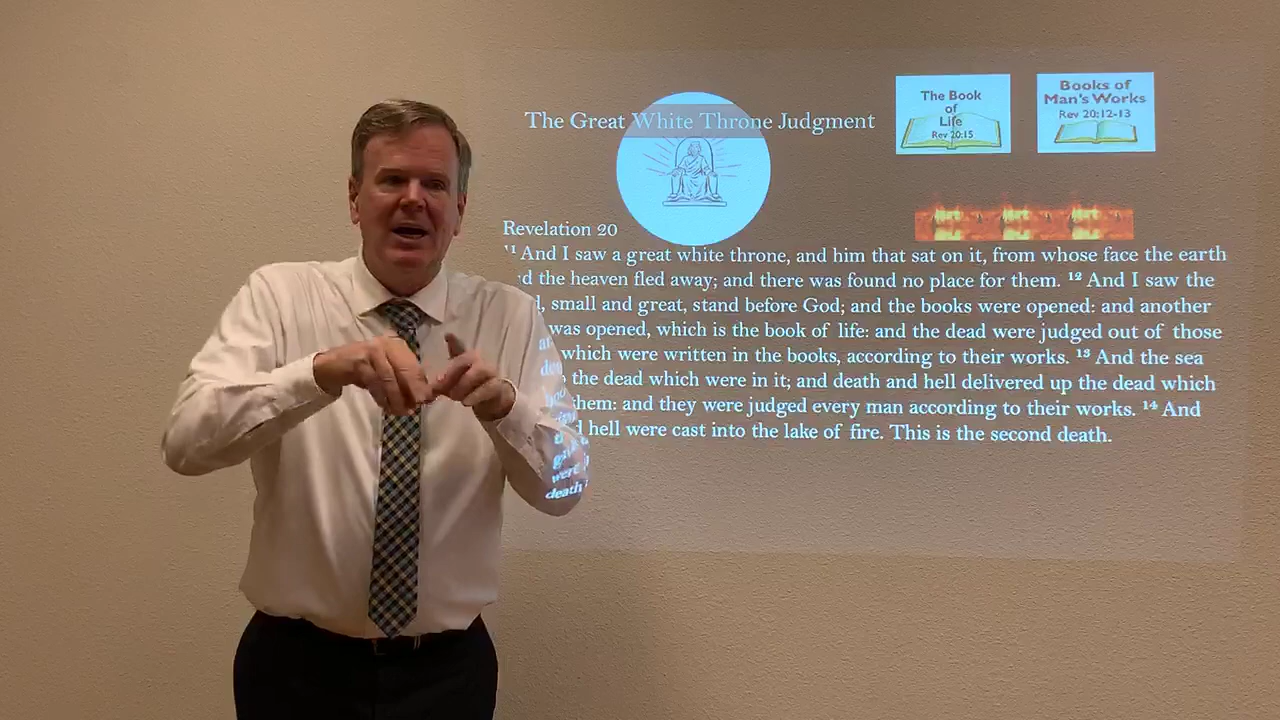 The Great White Throne Judgment
The Book
of
Life
Rev 20:15
Books of
Man's Works
Rev 20:12-13
Revelation 20
¹¹ And I saw a great white throne, and him that sat on it, from whose face the earth
the heaven fled away; and there was found no place for them. ¹² And I saw the
small and great, stand before God; and the books were opened: and another
was opened, which is the book of life: and the dead were judged out of those
which were written in the books, according to their works. ¹³ And the sea
the dead which were in it; and death and hell delivered up the dead which
and they were judged every man according to their works. ¹⁴ And
hell were cast into the lake of fire. This is the second death.